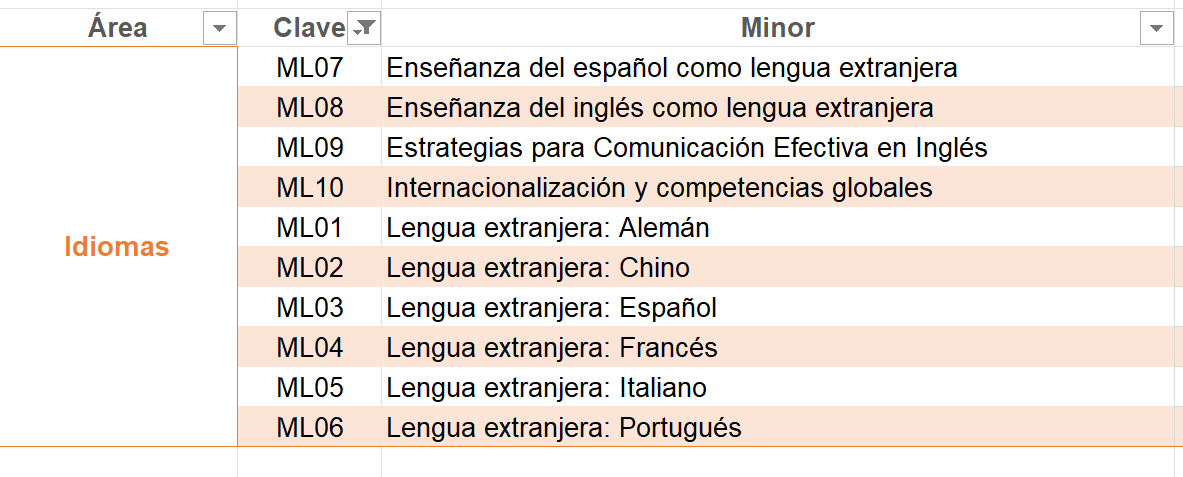 Área Clave Minor
ML07 Enseñanza del español como lengua extranjera
ML08 Enseñanza del inglés como lengua extranjera
ML09 Estrategias para Comunicación Efectiva en Inglés
ML10 Internacionalización y competencias globales
ML01 Lengua extranjera: Alemán
Idiomas
ML02 Lengua extranjera: Chino
ML03 Lengua extranjera: Español
ML04 Lengua extranjera: Francés
ML05 Lengua extranjera: Italiano
ML06 Lengua extranjera: Portugués